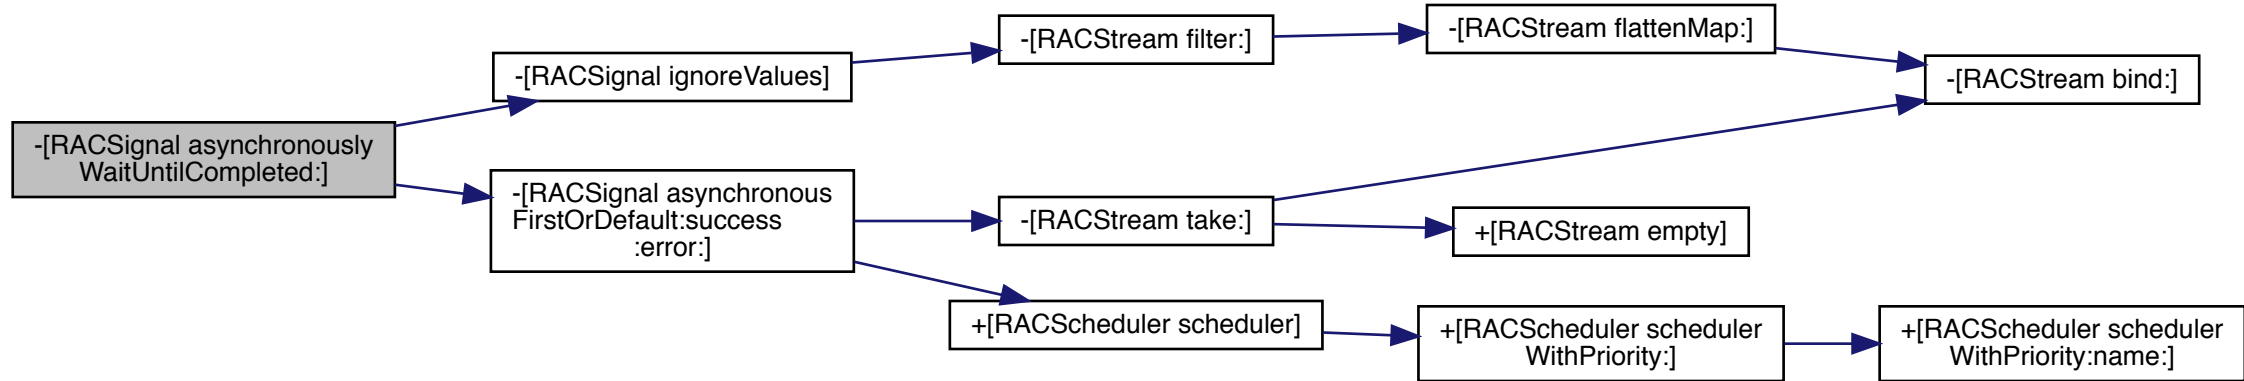 -[RACSignal asynchronously
WaitUntilCompleted:]
-[RACSignal ignoreValues]
-[RACStream filter:]
-[RACStream flattenMap:]
-[RACStream bind:]
-[RACSignal asynchronous
FirstOrDefault:success
:error:]
-[RACStream take:]
+[RACStream empty]
+[RACScheduler scheduler]
+[RACScheduler scheduler
WithPriority:]
+[RACScheduler scheduler
WithPriority:name:]